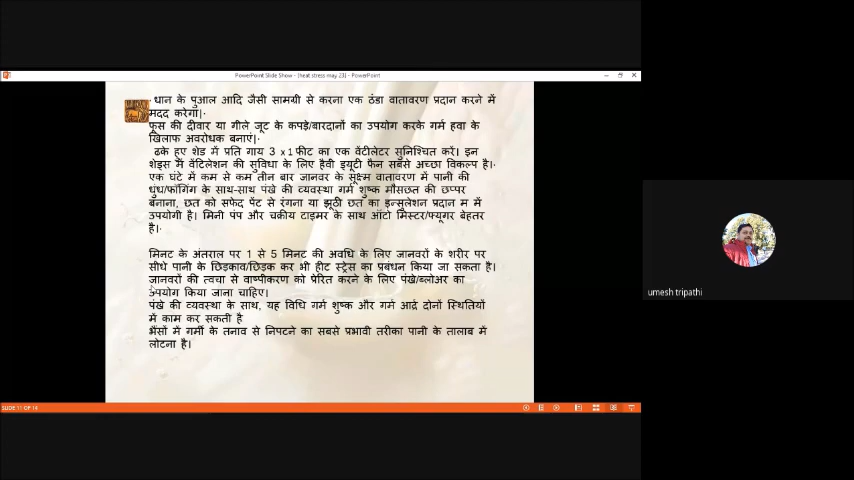 PowerPoint Slide Show - [heat stress may 23] - PowerPoint
धान के पुआल आदि जैसी सामग्री से करना एक ठंडा वातावरण प्रदान करने में
मदद करेगा।·
फूस की दीवार या गीले जूट के कपड़े/बारदानों का उपयोग करके गर्म हवा के
खिलाफ अवरोधक बनाएं।·
ढके हुए शेड में प्रति गाय 3 x1फीट का एक वेंटीलेटर सुनिश्चित करें। इन
शेड्स में वेंटिलेशन की सुविधा के लिए हैवी ड्यूटी फैन सबसे अच्छा विकल्प है।·
एक घंटे में कम से कम तीन बार जानवर के सूक्ष्म वातावरण में पानी की
धुंध/फॉगिंग के साथ-साथ पंखे की व्यवस्था गर्म शुष्क मौसछत की छप्पर
बनाना, छत को सफेद पेंट से रंगना या झूठी छत का इन्सुलेशन प्रदान म में
उपयोगी है। मिनी पंप और चक्रीय टाइमर के साथ ऑटो मिस्टर/फ्यूगर बेहतर
है।·
मिनट के अंतराल पर 1 से 5 मिनट की अवधि के लिए जानवरों के शरीर पर
सीधे पानी के छिड़काव/छिड़क कर भी हीट स्ट्रेस का प्रबंधन किया जा सकता है।
जानवरों की त्वचा से वाष्पीकरण को प्रेरित करने के लिए पंखे/ब्लोअर का
उपयोग किया जाना चाहिए।
पंखे की व्यवस्था के साथ, यह विधि गर्म शुष्क और गर्म आर्द्र दोनों स्थितियों
में काम कर सकती है
भैंसों में गर्मी के तनाव से निपटने का सबसे प्रभावी तरीका पानी के तालाब में
लोटना है।
umesh tripathi
SLIDE 11 OF 14